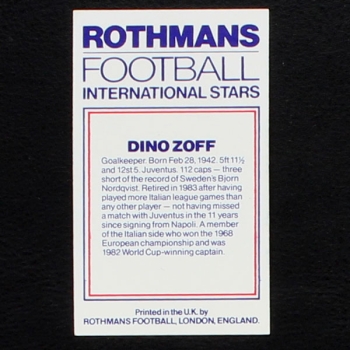 ROTHMANS
FOOTBALL
INTERNATIONAL STARS
DINO ZOFF
Goalkeeper. Born Feb 28, 1942. 5ft 11½
and 12st 5. Juventus. 112 caps — three
short of the record of Sweden's Bjorn
Nordqvist. Retired in 1983 after having
played more Italian league games than
any other player — not having missed
a match with Juventus in the 11 years
since signing from Napoli. A member
of the Italian side who won the 1968
European championship and was
1982 World Cup-winning captain.
Printed in the U.K. by
ROTHMANS FOOTBALL, LONDON, ENGLAND.